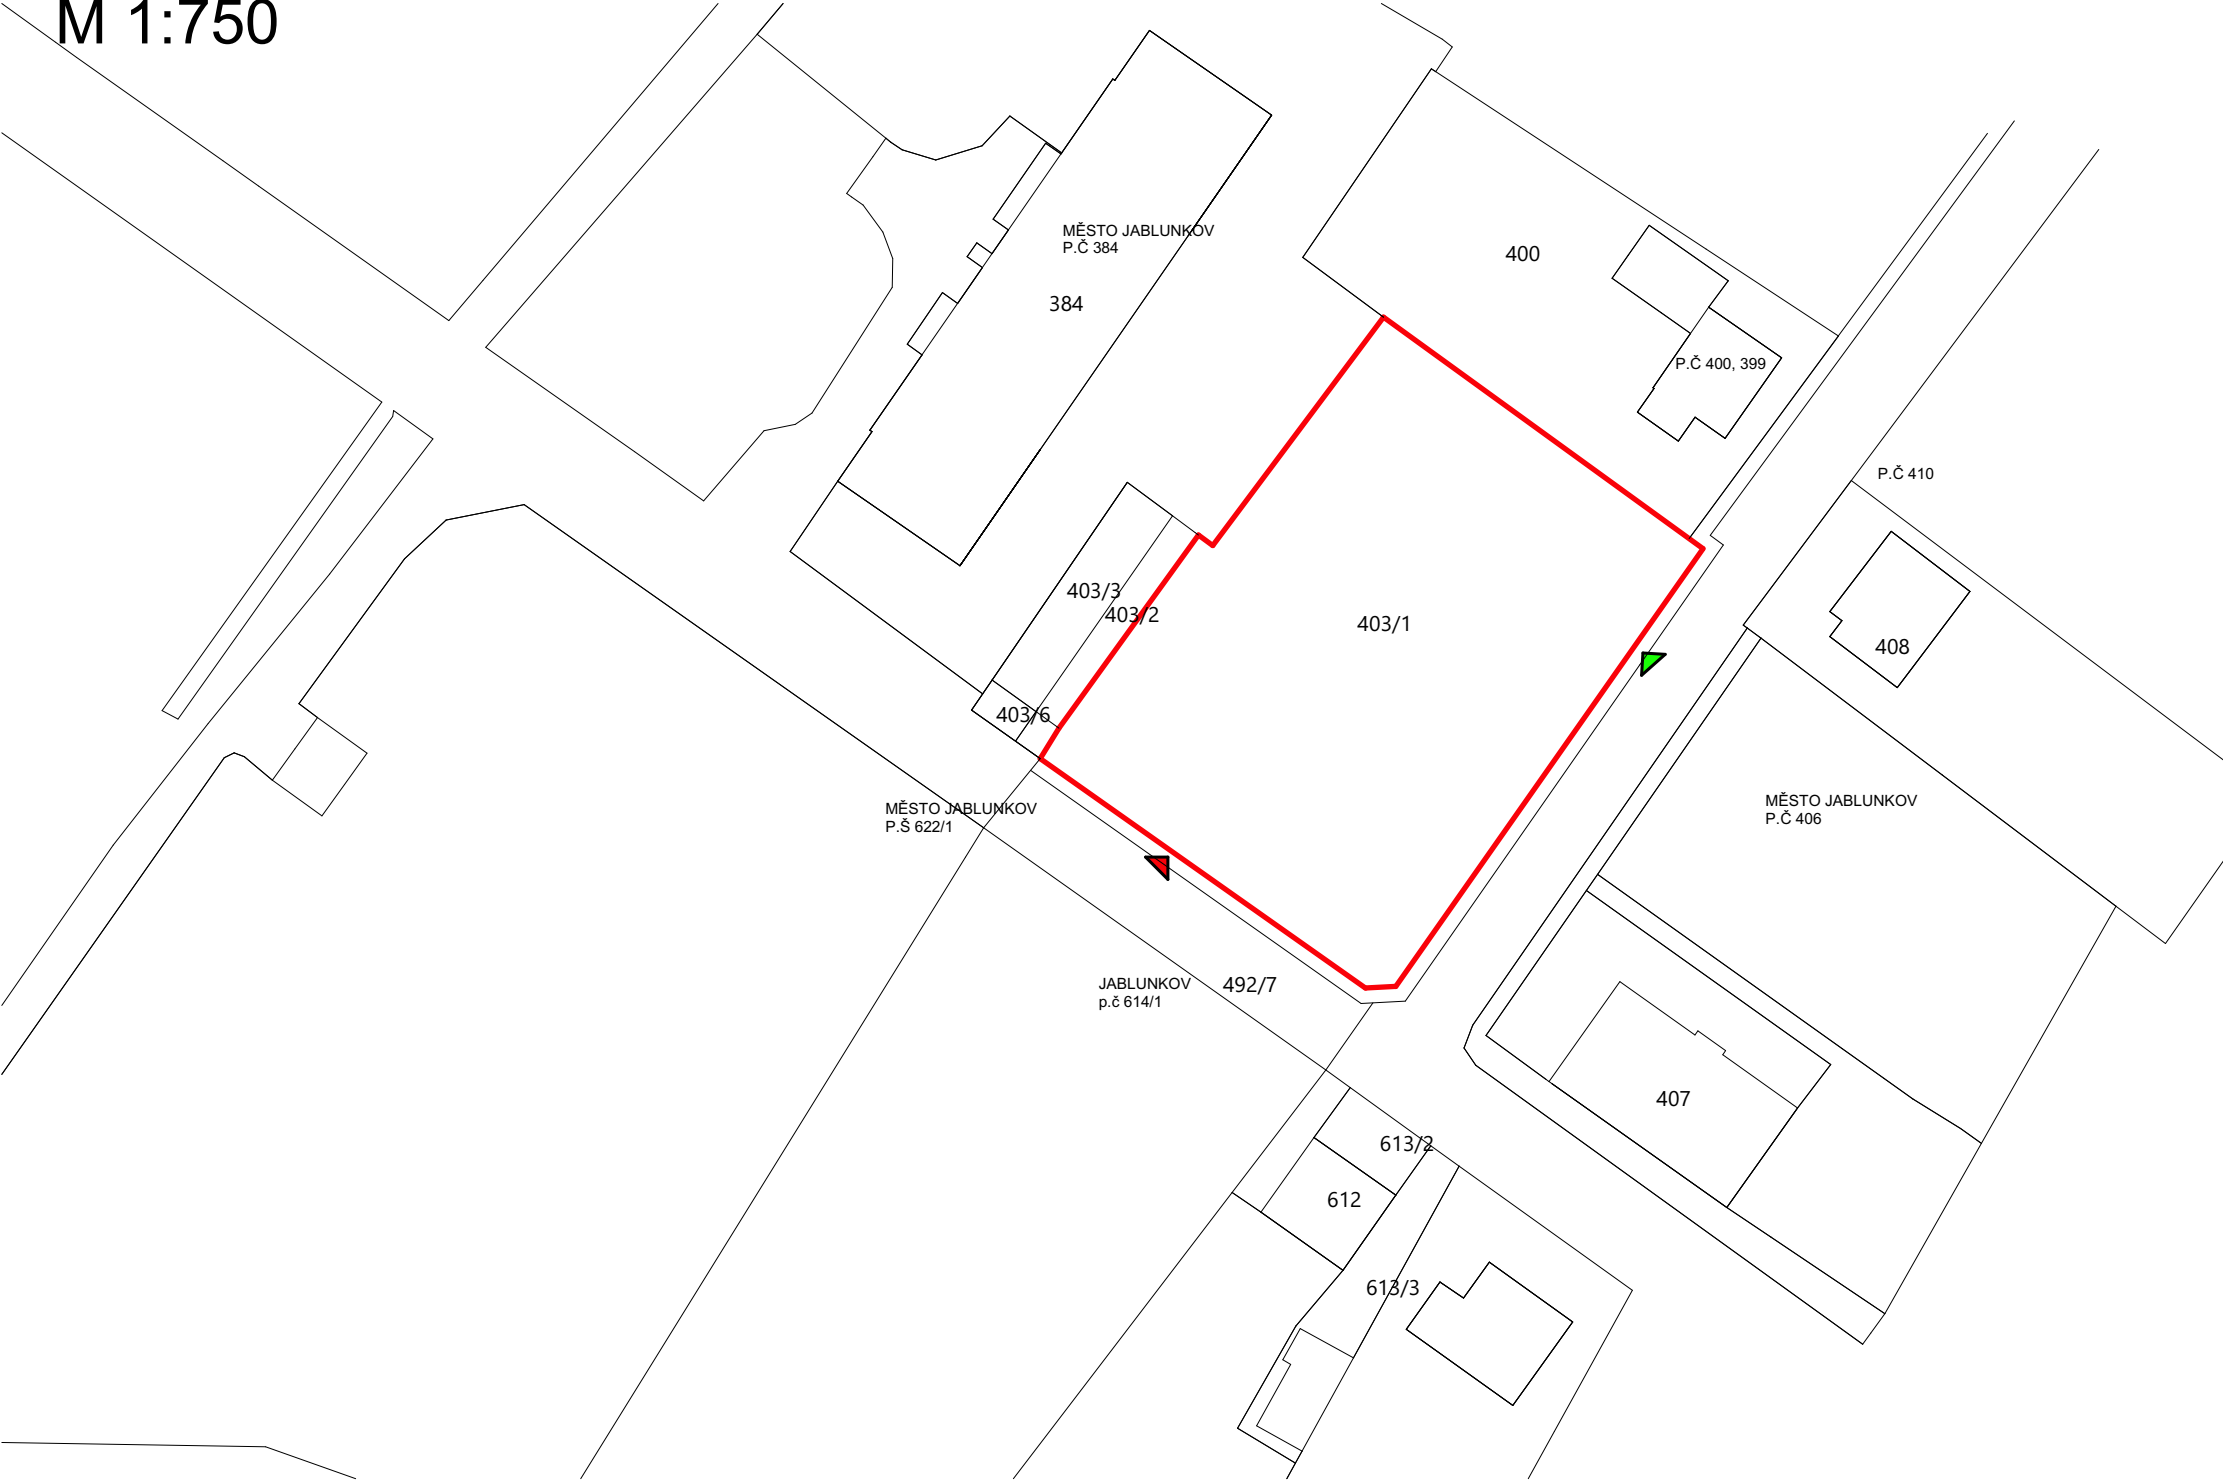 M 1:750
MĚSTO JABLUNKOV
P.Č 384
384
400
P.Č 400, 399
P.Č 410
403/3
403/2
403/1
408
403/6
MĚSTO JABLUNKOV
P.Š 622/1
MĚSTO JABLUNKOV
P.Č 406
JABLUNKOV
p.č 614/1
492/7
407
613/2
612
613/3